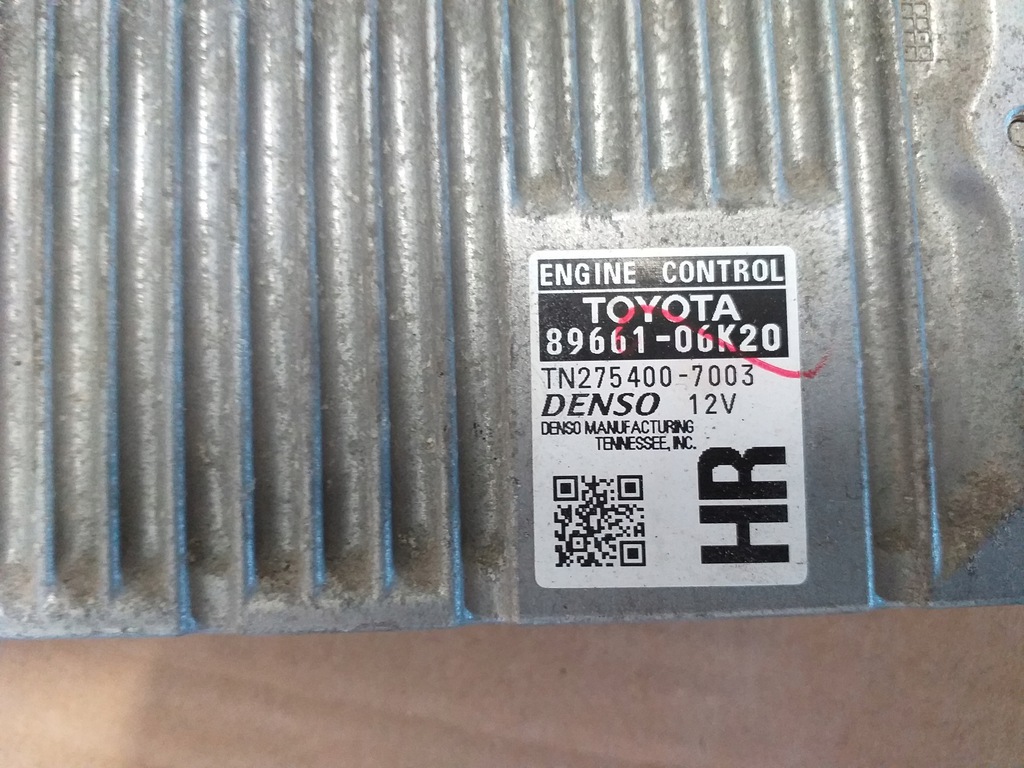 ENGINE CONTROL
TOYOTA
89661-06K20
TN275400-7003
DENSO 12V
DENSO MANUFACTURING
TENNESSEE, INC.
HR